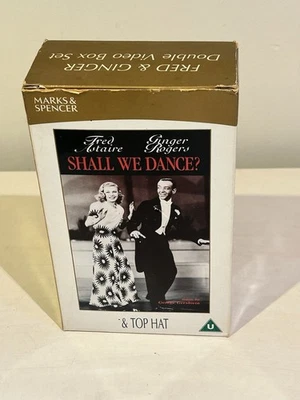 FRED & GINGER
Double Video Box Set
MARKS &
SPENCER
Fred Ginger
Astaire Rogers
SHALL WE DANCE?
& TOP HAT
U